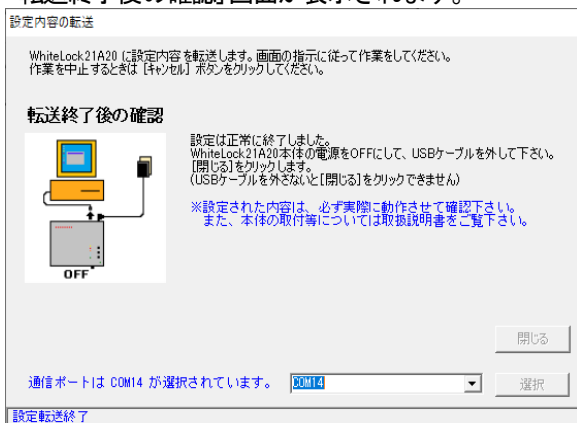 転送終了後の確認]画面が表示されます。
設定内容の転送
WhiteLock21A20 に設定内容を転送します。画面の指示に従って作業をしてください。
作業を中止するときは [キャンセル] ボタンをクリックしてください。
転送終了後の確認
設定は正常に終了しました。
WhiteLock21A20本体の電源をOFFにして、USBケーブルを外して下さい。
[閉じる]をクリックします。
(USBケーブルを外さないと[閉じる]をクリックできません)
※設定された内容は、必ず実際に動作させて確認下さい。
また、本体の取付等については取扱説明書をご覧下さい。
OFF
閉じる
通信ポートは COM14 が選択されています。
COM14
選択
設定転送終了